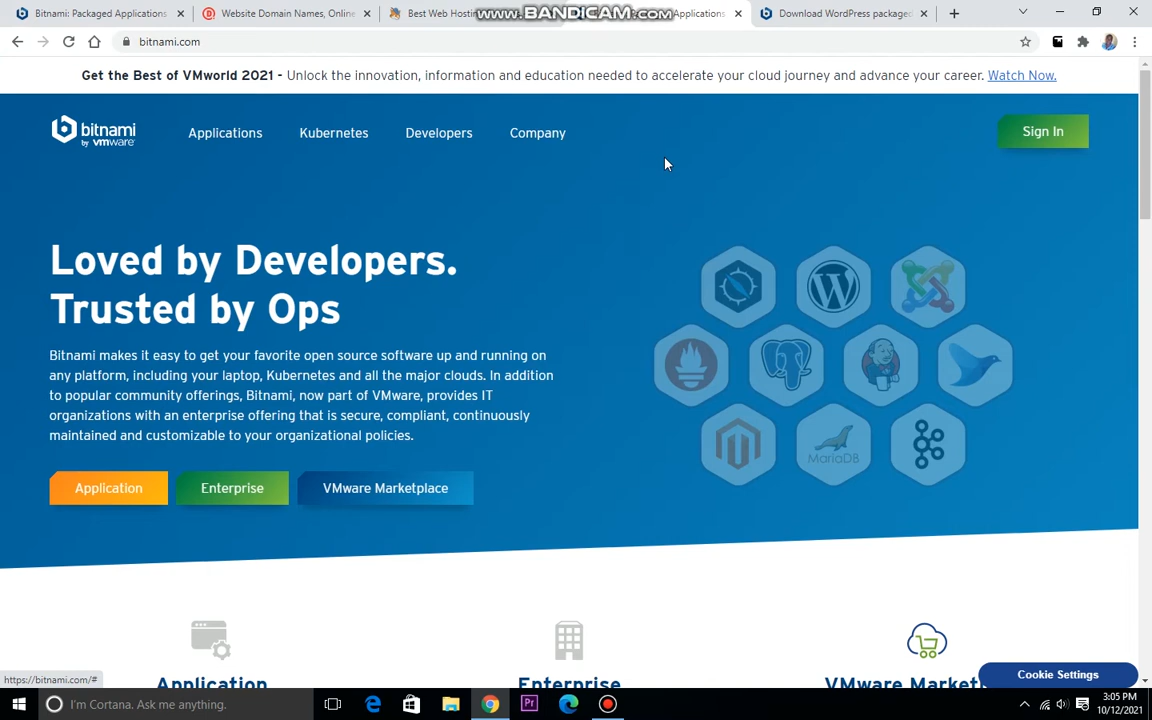 Bitnami: Packaged Applications
Website Domain Names, Online
Best Web Hosti
www.BANDICAM.com
Applications
Download WordPress packaged
bitnami.com
Get the Best of VMworld 2021 - Unlock the innovation, information and education needed to accelerate your cloud journey and advance your career. Watch Now.
bitnami
by vmware
Applications
Kubernetes
Developers
Company
Sign In
Loved by Developers.
Trusted by Ops
Bitnami makes it easy to get your favorite open source software up and running on
any platform, including your laptop, Kubernetes and all the major clouds. In addition
to popular community offerings, Bitnami, now part of VMware, provides IT
organizations with an enterprise offering that is secure, compliant, continuously
maintained and customizable to your organizational policies.
MariaDB
Application
Enterprise
VMware Marketplace
Application
Enterprise
VMware Market
https://bitnami.com/#
Cookie Settings
I'm Cortana. Ask me anything.
Pr
3:05 PM
10/12/2021